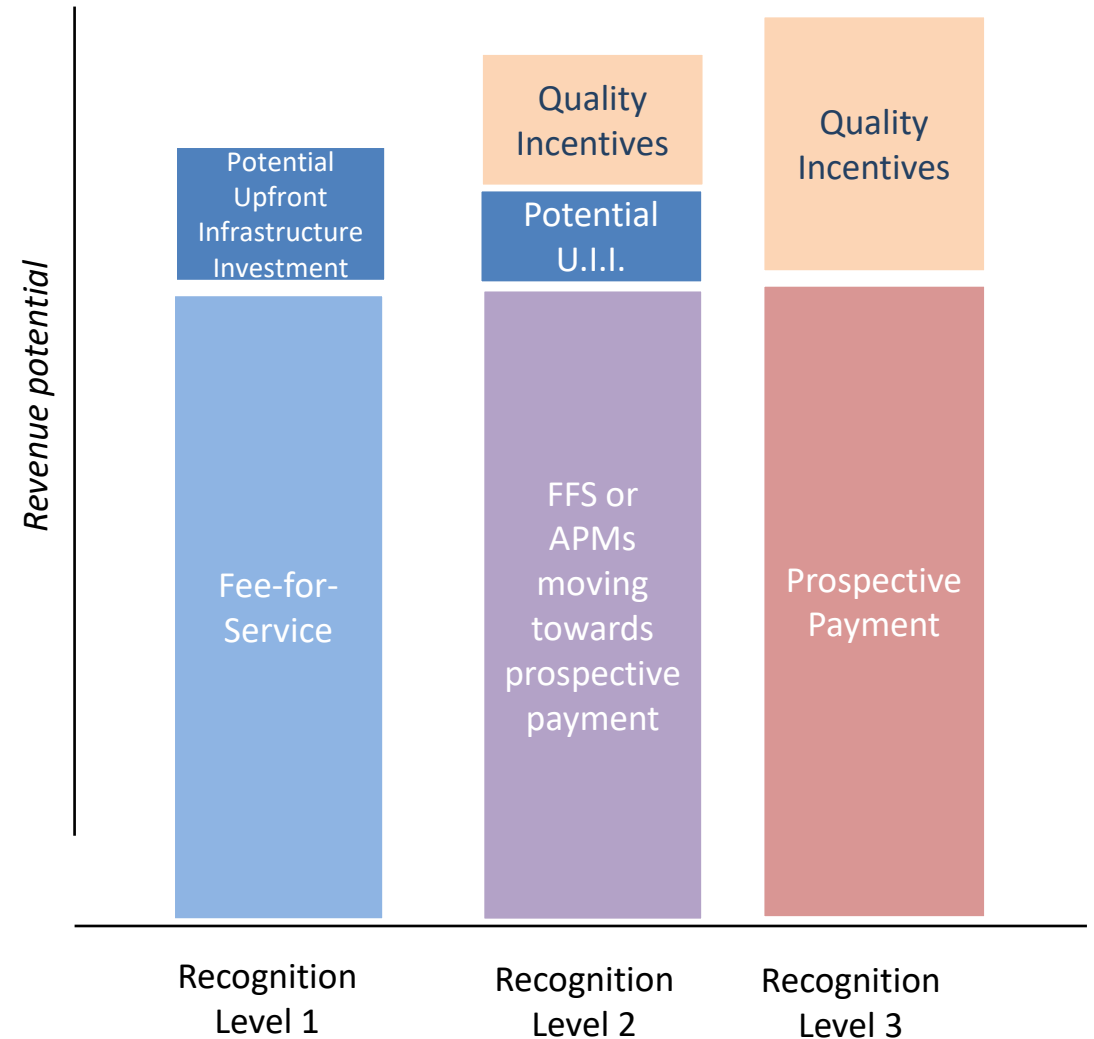 Revenue potential
Potential
Upfront
Infrastructure
Investment
Fee-for-
Service
Recognition
Level 1
Quality
Incentives
Potential
U.I.I.
FFS or
APMs
moving
towards
prospective
payment
Recognition
Level 2
Quality
Incentives
Prospective
Payment
Recognition
Level 3